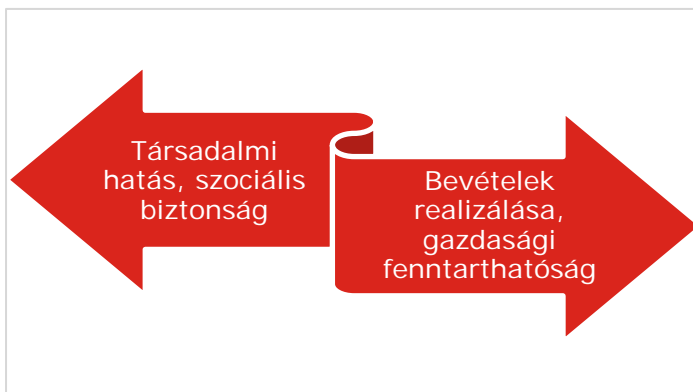 Társadalmi
hatás, szociális
biztonság
Bevételek
realizálása,
gazdasági
fenntarthatóság